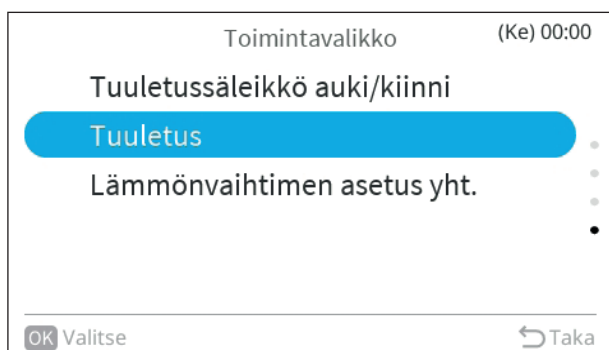 Toimintavalikko (Ke) 00:00
Tuuletussäleikkö auki/kiinni
Tuuletus
Lämmönvaihtimen asetus yht.
OK Valitse Taka